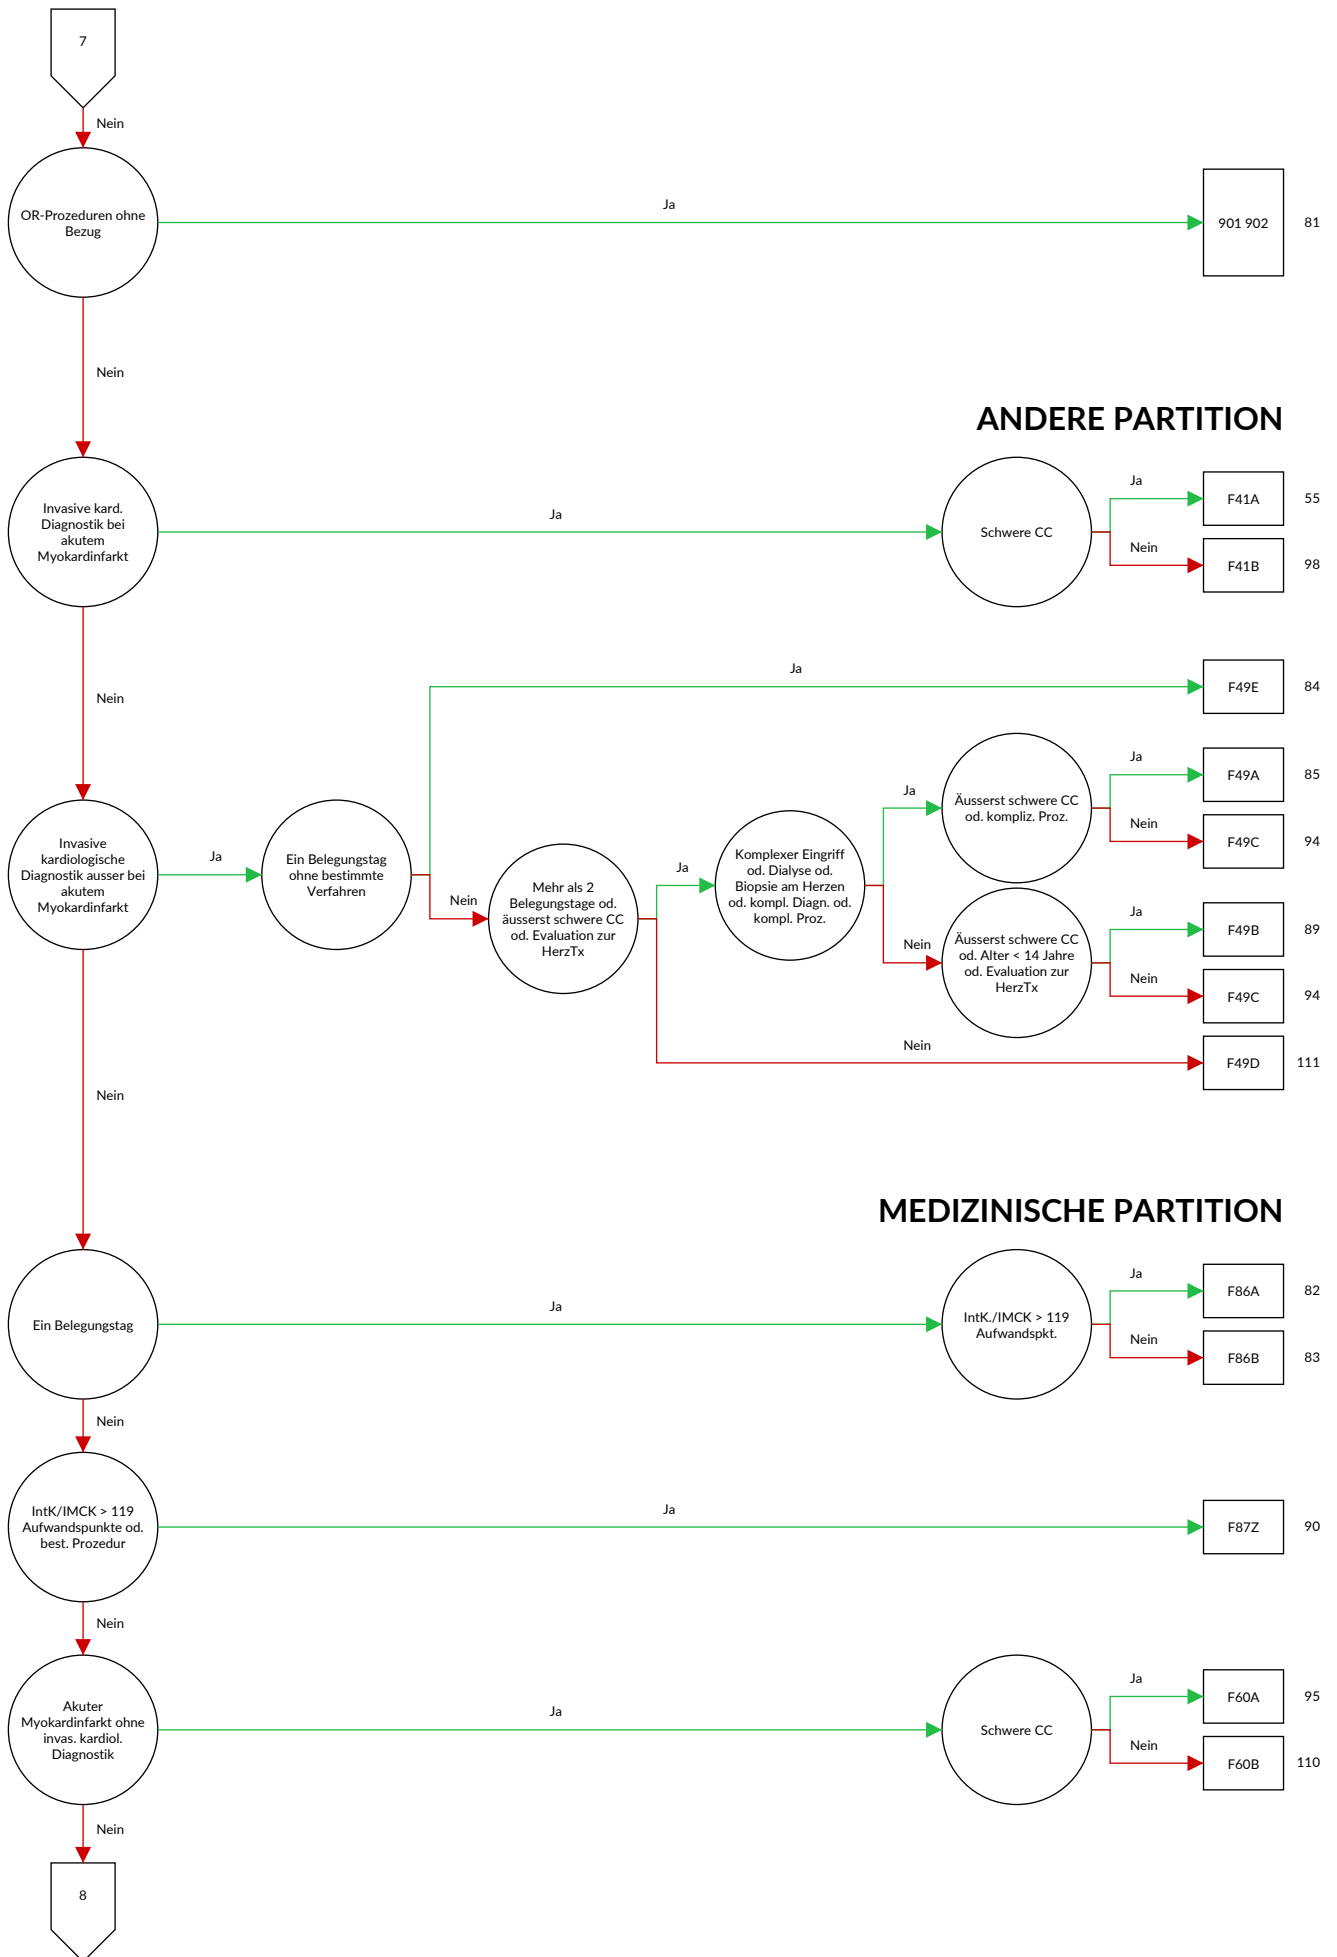 7
Nein
OR-Prozeduren ohne
Bezug
Ja
901 902
81
Nein
ANDERE PARTITION
Invasive kard.
Diagnostik bei
akutem
Myokardinfarkt
Ja
Schwere CC
Ja
F41A
55
Nein
F41B
98
Nein
Ja
F49E
84
Invasive
kardiologische
Diagnostik ausser bei
akutem
Myokardinfarkt
Ja
Ein Belegungstag
ohne bestimmte
Verfahren
Nein
Mehr als 2
Belegungstage od.
äusserst schwere CC
od. Evaluation zur
HerzTx
Ja
Komplexer Eingriff
od. Dialyse od.
Biopsie am Herzen
od. kompl. Diagn. od.
kompl. Proz.
Ja
Äusserst schwere CC
od. kompliz. Proz.
Ja
F49A
85
Nein
F49C
94
Nein
Äusserst schwere CC
od. Alter < 14 Jahre
od. Evaluation zur
HerzTx
Ja
F49B
89
Nein
F49C
94
Nein
F49D
111
Nein
MEDIZINISCHE PARTITION
Ein Belegungstag
Ja
IntK./IMCK > 119
Aufwandspkt.
Ja
F86A
82
Nein
F86B
83
Nein
IntK/IMCK > 119
Aufwandspunkte od.
best. Prozedur
Ja
F87Z
90
Nein
Akuter
Myokardinfarkt ohne
invas. kardiol.
Diagnostik
Ja
Schwere CC
Ja
F60A
95
Nein
F60B
110
Nein
8